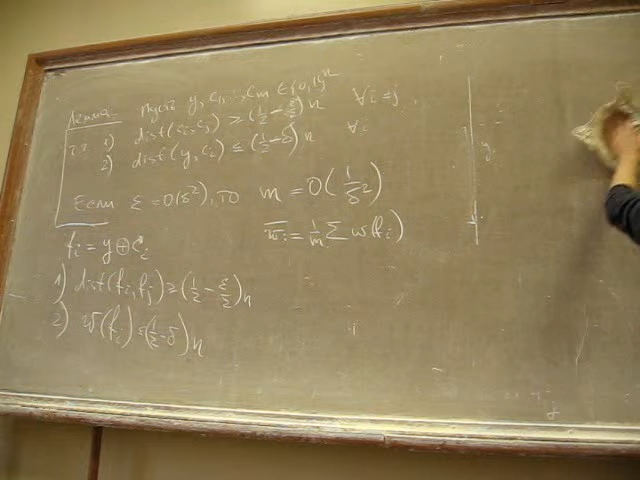 Лемма: Пусть y, c₁, ..., cₘ ∈ {0,1}ⁿ
т.ч. 1) dist(cᵢ, cⱼ) ≥ (1/2 - ε/2) n ∀ i ≠ j
2) dist(y, cᵢ) ≤ (1/2 - δ) n ∀ i
Если ε = O(δ²), то m = O(1/δ²)
fᵢ = y ⊕ cᵢ
w̅ᵢ = 1/m Σ w(fᵢ)
1) dist(fᵢ, fⱼ) ≥ (1/2 - ε/2) n
2) w(fᵢ) ≤ (1/2 - δ) n
y